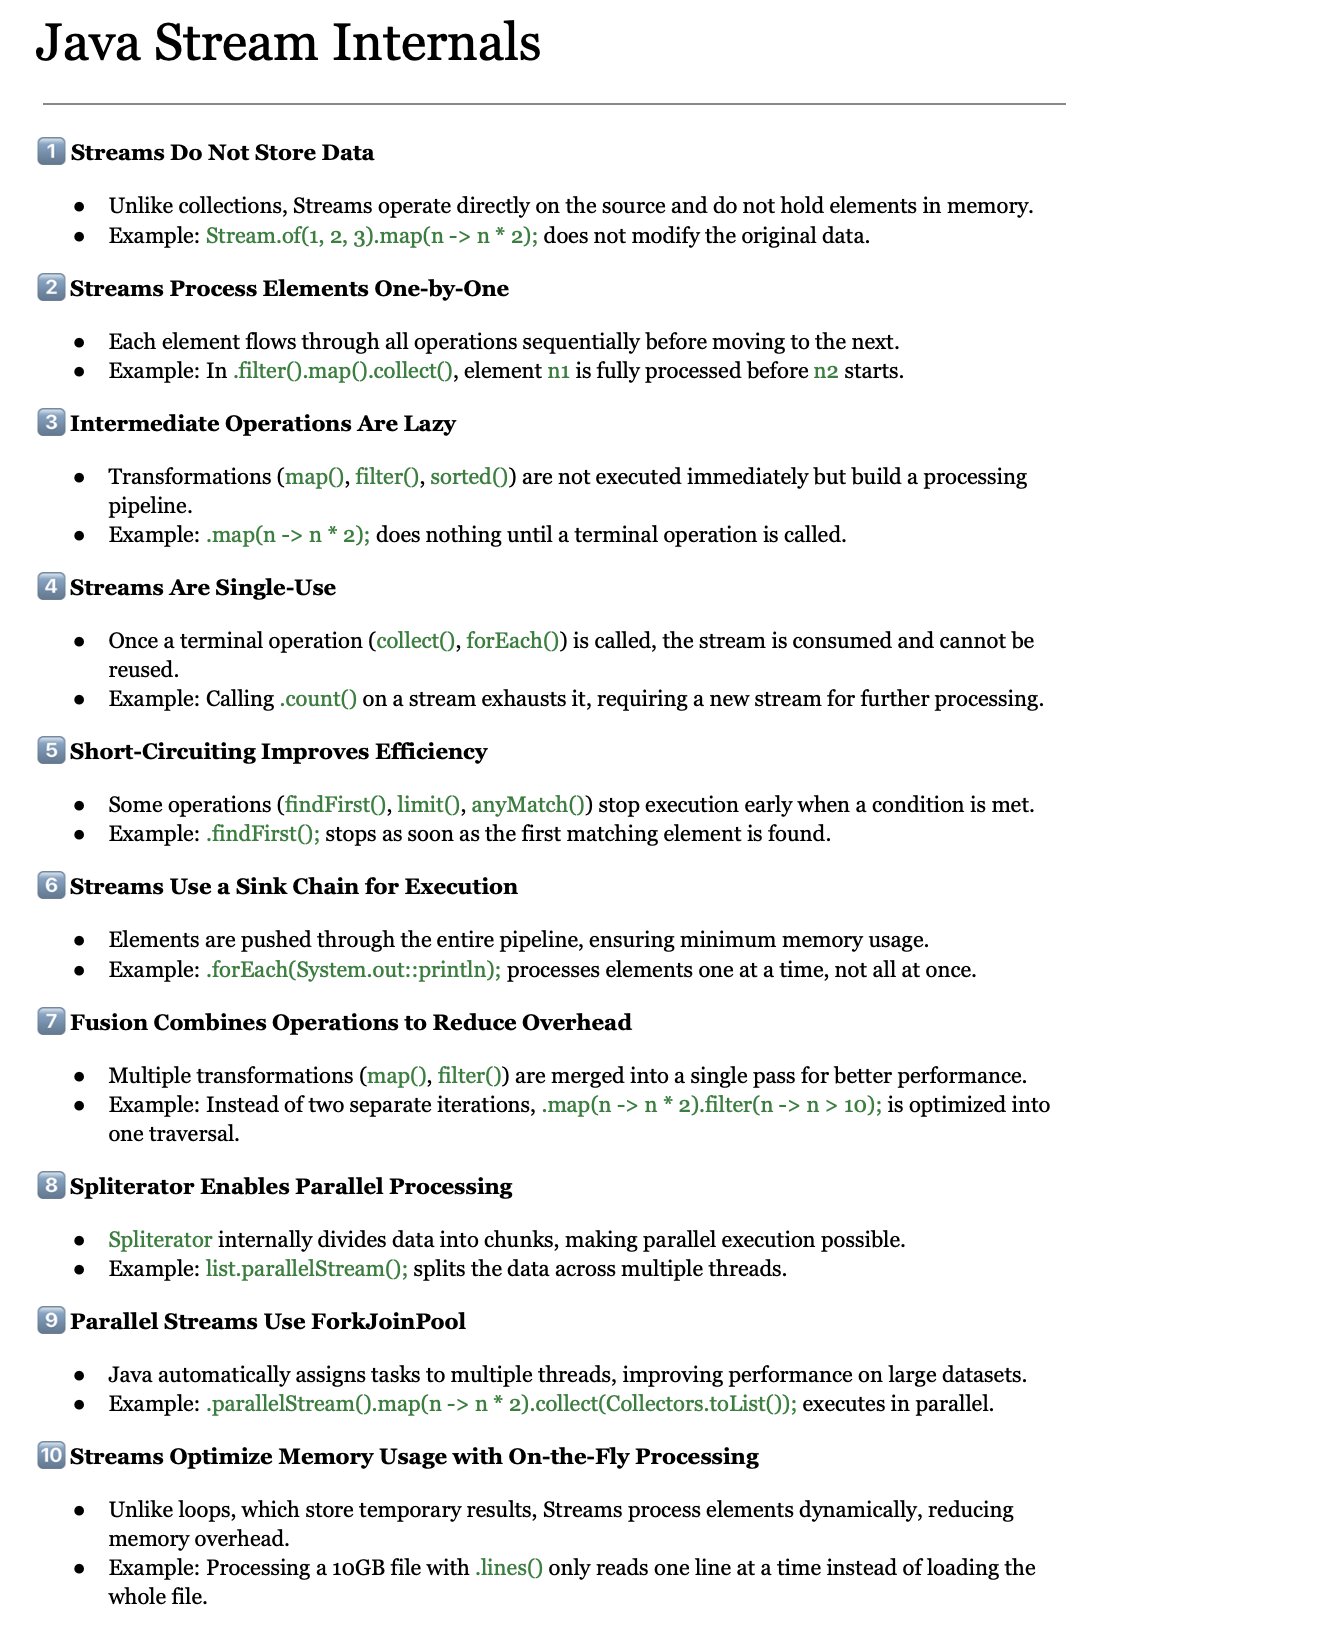 Java Stream Internals
1 Streams Do Not Store Data
● Unlike collections, Streams operate directly on the source and do not hold elements in memory.
● Example: Stream.of(1, 2, 3).map(n -> n * 2); does not modify the original data.
2 Streams Process Elements One-by-One
● Each element flows through all operations sequentially before moving to the next.
● Example: In .filter().map().collect(), element n1 is fully processed before n2 starts.
3 Intermediate Operations Are Lazy
● Transformations (map(), filter(), sorted()) are not executed immediately but build a processing
pipeline.
● Example: .map(n -> n * 2); does nothing until a terminal operation is called.
4 Streams Are Single-Use
● Once a terminal operation (collect(), forEach()) is called, the stream is consumed and cannot be
reused.
● Example: Calling .count() on a stream exhausts it, requiring a new stream for further processing.
5 Short-Circuiting Improves Efficiency
● Some operations (findFirst(), limit(), anyMatch()) stop execution early when a condition is met.
● Example: .findFirst(); stops as soon as the first matching element is found.
6 Streams Use a Sink Chain for Execution
● Elements are pushed through the entire pipeline, ensuring minimum memory usage.
● Example: .forEach(System.out::println); processes elements one at a time, not all at once.
7 Fusion Combines Operations to Reduce Overhead
● Multiple transformations (map(), filter()) are merged into a single pass for better performance.
● Example: Instead of two separate iterations, .map(n -> n * 2).filter(n -> n > 10); is optimized into
one traversal.
8 Spliterator Enables Parallel Processing
● Spliterator internally divides data into chunks, making parallel execution possible.
● Example: list.parallelStream(); splits the data across multiple threads.
9 Parallel Streams Use ForkJoinPool
● Java automatically assigns tasks to multiple threads, improving performance on large datasets.
● Example: .parallelStream().map(n -> n * 2).collect(Collectors.toList()); executes in parallel.
10 Streams Optimize Memory Usage with On-the-Fly Processing
● Unlike loops, which store temporary results, Streams process elements dynamically, reducing
memory overhead.
● Example: Processing a 10GB file with .lines() only reads one line at a time instead of loading the
whole file.